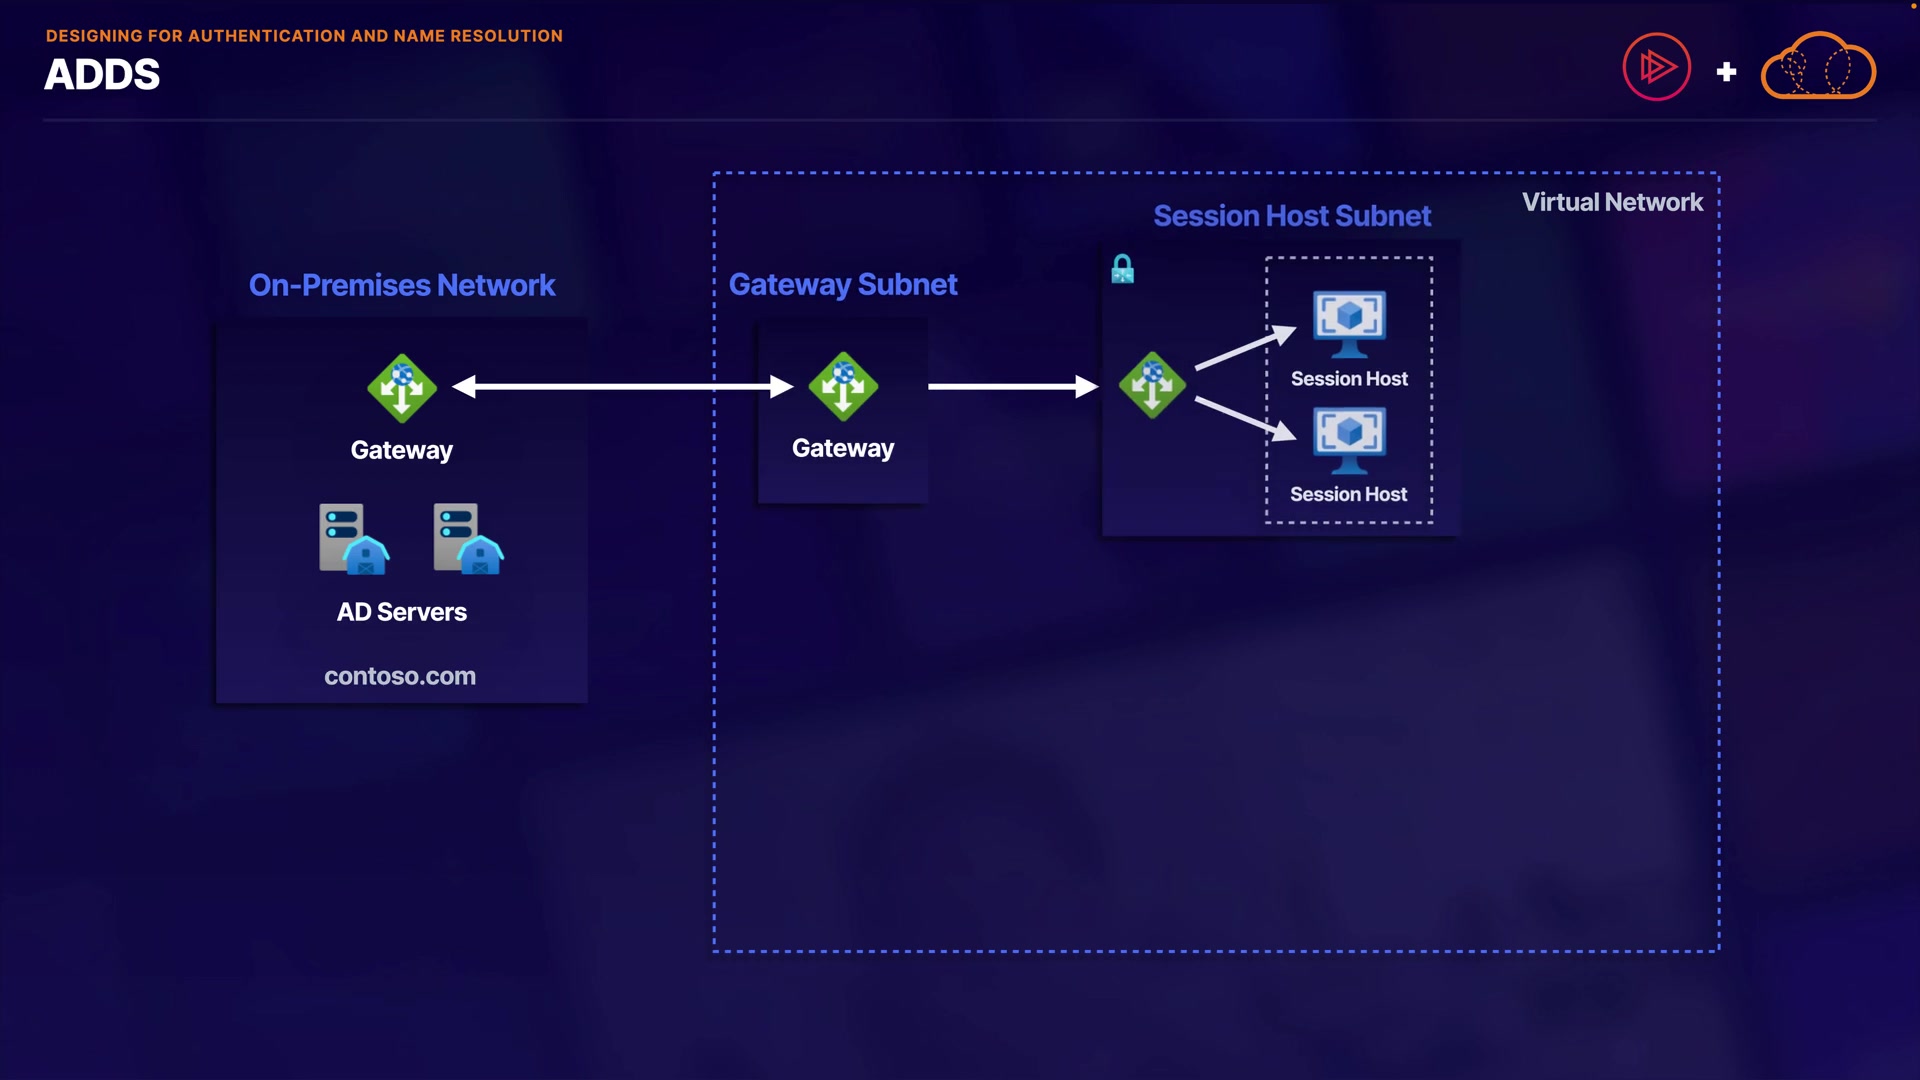 DESIGNING FOR AUTHENTICATION AND NAME RESOLUTION
ADDS
Virtual Network
Session Host Subnet
On-Premises Network
Gateway Subnet
Session Host
Gateway
Gateway
Session Host
AD Servers
contoso.com